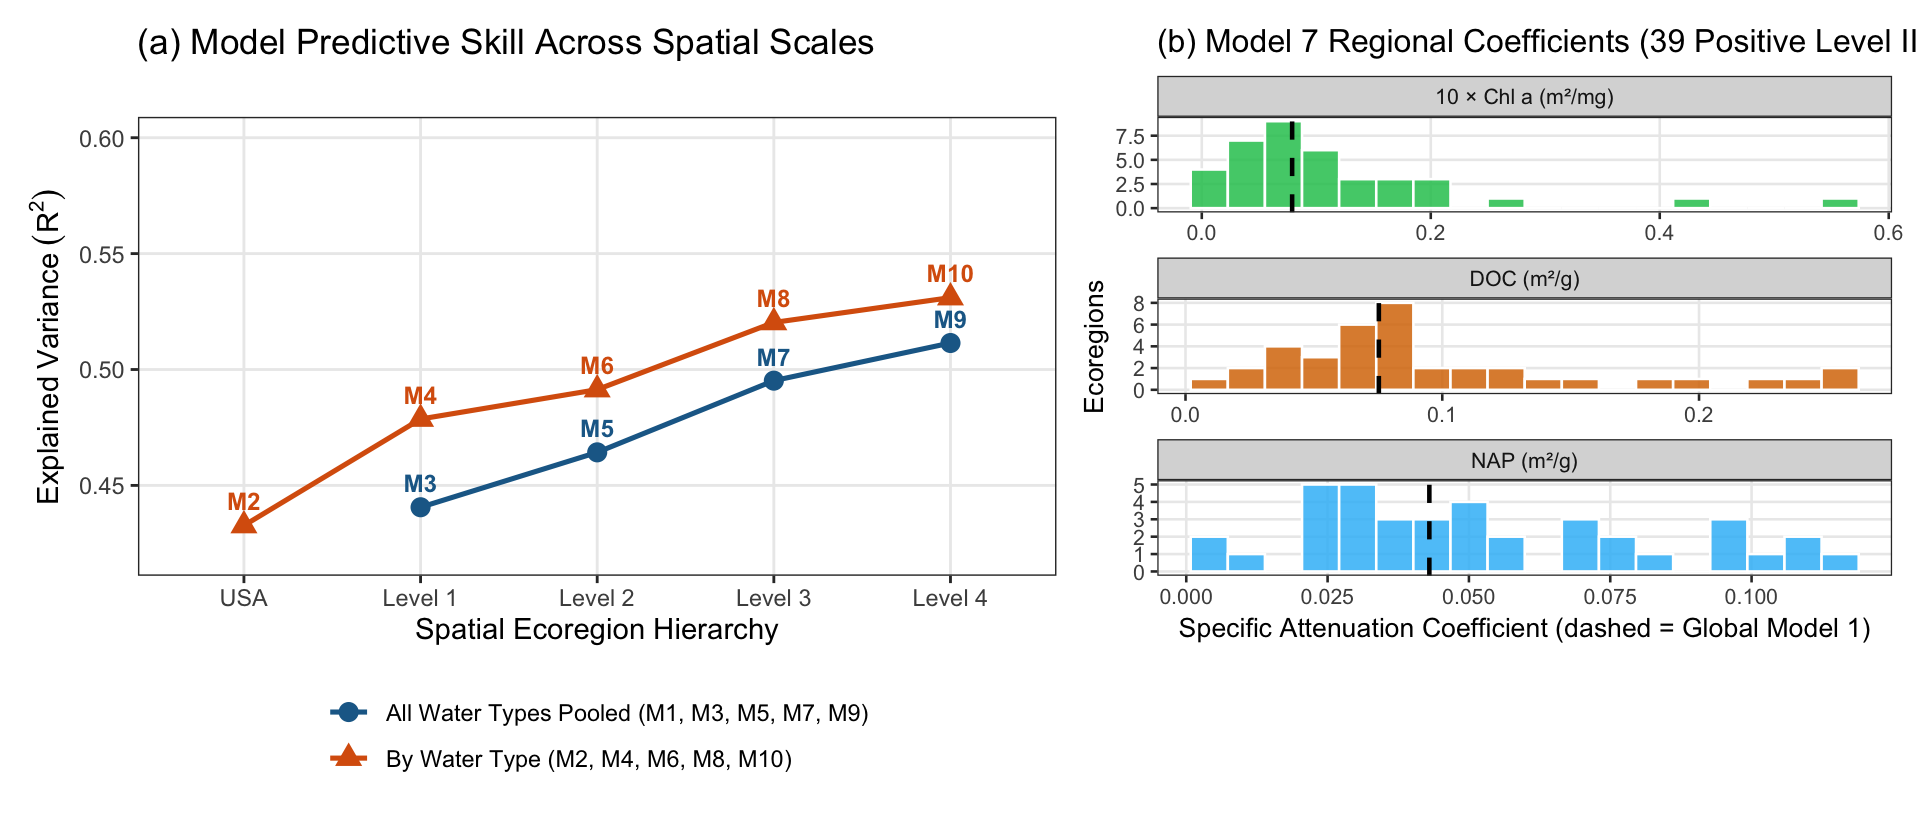 (a) Model Predictive Skill Across Spatial Scales
Explained Variance (R²)
0.60
0.55
0.50
0.45
M2
M4
M6
M8
M10
M3
M5
M7
M9
USA
Level 1
Level 2
Level 3
Level 4
Spatial Ecoregion Hierarchy
All Water Types Pooled (M1, M3, M5, M7, M9)
By Water Type (M2, M4, M6, M8, M10)
(b) Model 7 Regional Coefficients (39 Positive Level II
Ecoregions
10 × Chl a (m²/mg)
7.5
5.0
2.5
0.0
0.0
0.2
0.4
0.6
DOC (m²/g)
8
6
4
2
0
0.0
0.1
0.2
NAP (m²/g)
5
4
3
2
1
0
0.000
0.025
0.050
0.075
0.100
Specific Attenuation Coefficient (dashed = Global Model 1)